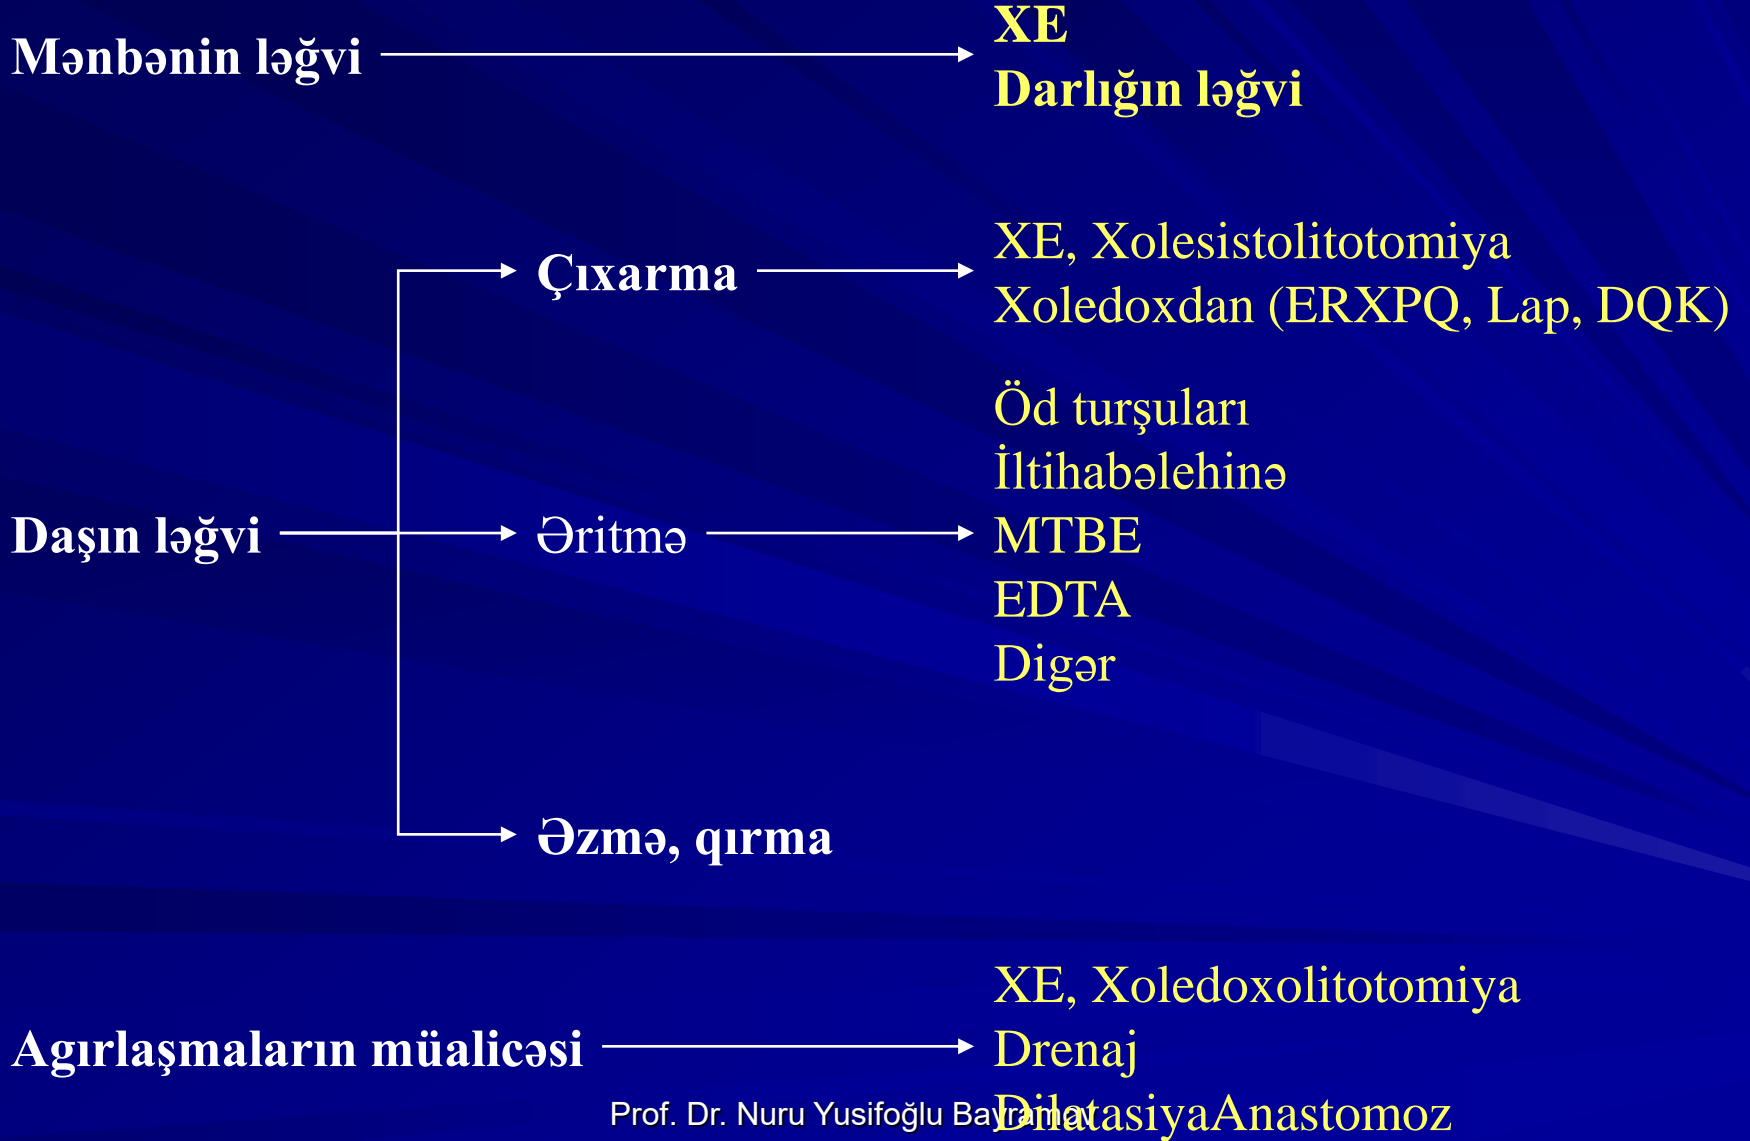 Mənbənin ləğvi
XE
Darlığın ləğvi
Daşın ləğvi
Çıxarma
XE, Xolesistolitotomiya
Xoledoxdan (ERXPQ, Lap, DQK)
Əritmə
Öd turşuları
İltihabəlehinə
MTBE
EDTA
Digər
Əzmə, qırma
Agırlaşmaların müalicəsi
XE, Xoledoxolitotomiya
Drenaj
DilatasiyaAnastomoz
Prof. Dr. Nuru Yusifoğlu Bayramov